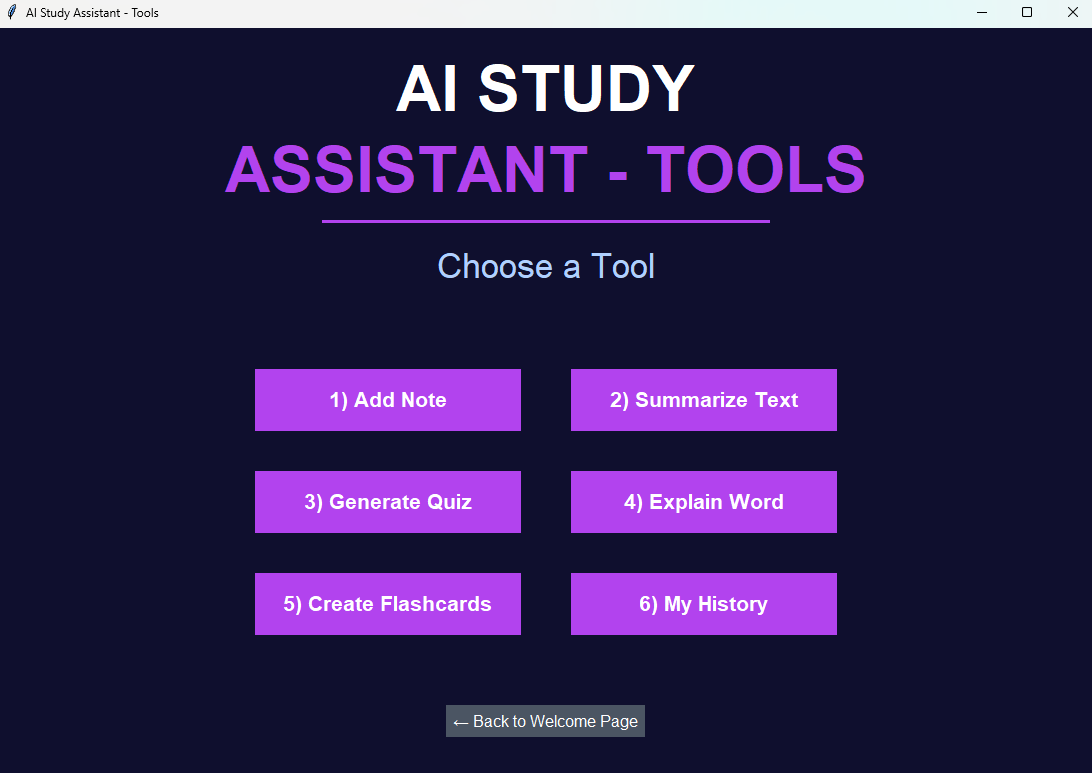 AI Study Assistant - Tools
AI STUDY
ASSISTANT - TOOLS
Choose a Tool
1) Add Note
2) Summarize Text
3) Generate Quiz
4) Explain Word
5) Create Flashcards
6) My History
← Back to Welcome Page